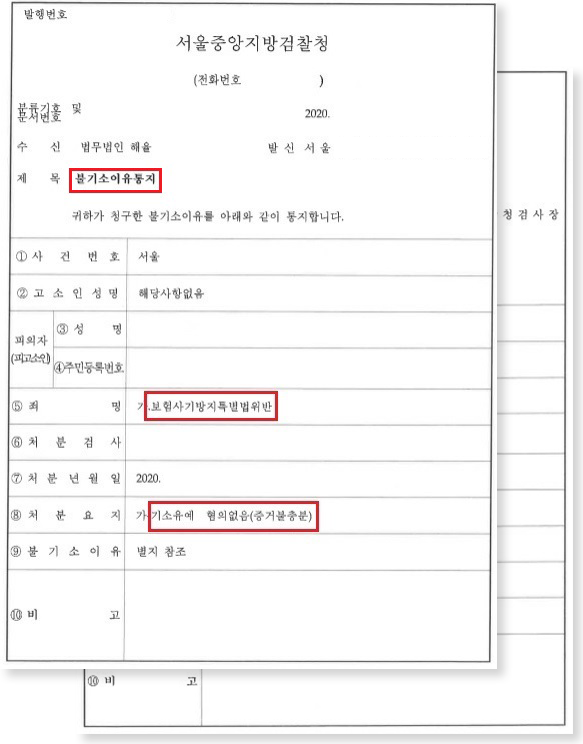 발행번호
서울중앙지방검찰청
(전화번호 )
분류기호 및
문서번호
2020.
수 신 법무법인 해율 발 신 서 울
제 목 불기소이유통지
귀하가 청구한 불기소이유를 아래와 같이 통지합니다.
청 검 사 장
① 사 건 번 호 서울
② 고 소 인 성 명 해당사항없음
피의자
(피고소인)
③ 성 명
④주민등록번호
⑤ 죄 명 가.보험사기방지특별법위반
⑥ 처 분 검 사
⑦ 처 분 년 월 일 2020.
⑧ 처 분 요 지 가.기소유예 혐의없음(증거불충분)
⑨ 불 기 소 이 유 별지 참조
⑩ 비 고
⑩ 비 고